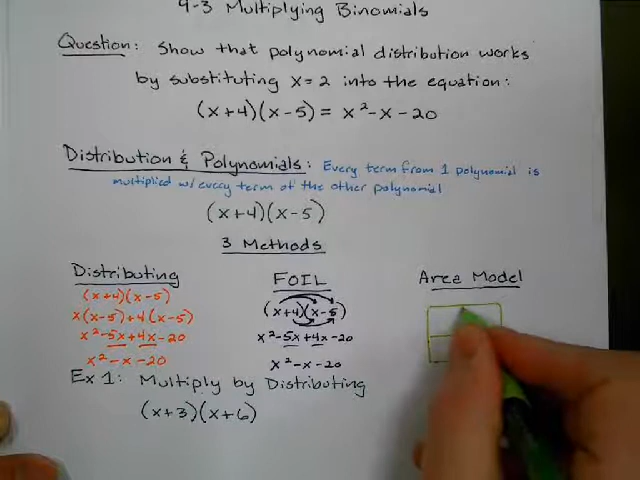 9-3 Multiplying Binomials
Question: Show that polynomial distribution works
by substituting x = 2 into the equation:
(x+4)(x-5) = x² - x - 20
Distribution & Polynomials: Every term from 1 polynomial is
multiplied w/ every term of the other polynomial
(x+4)(x-5)
3 Methods
Distributing
(x+4)(x-5)
x(x-5)+4(x-5)
x²-5x+4x-20
x²-x-20
FOIL
(x+4)(x-5)
x²-5x+4x-20
x²-x-20
Area Model
Ex 1: Multiply by Distributing
(x+3)(x+6)